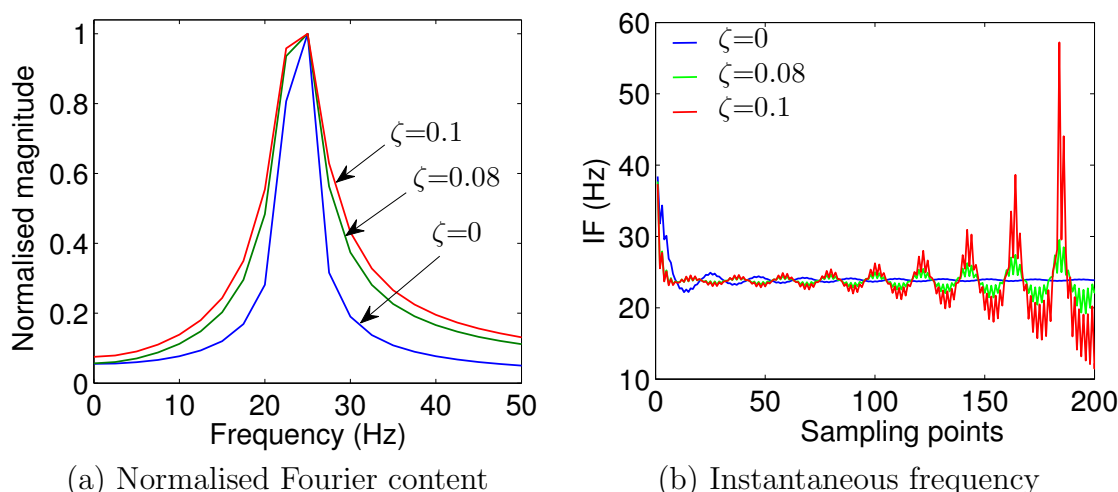 Normalised magnitude
1
0.8
0.6
0.4
0.2
0
0 10 20 30 40 50
Frequency (Hz)
ζ=0.1
ζ=0.08
ζ=0
(a) Normalised Fourier content
IF (Hz)
60
50
40
30
20
10
0 50 100 150 200
Sampling points
ζ=0
ζ=0.08
ζ=0.1
(b) Instantaneous frequency